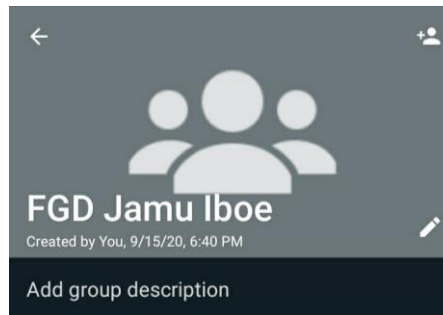 FGD Jamu Iboe
Created by You, 9/15/20, 6:40 PM
Add group description